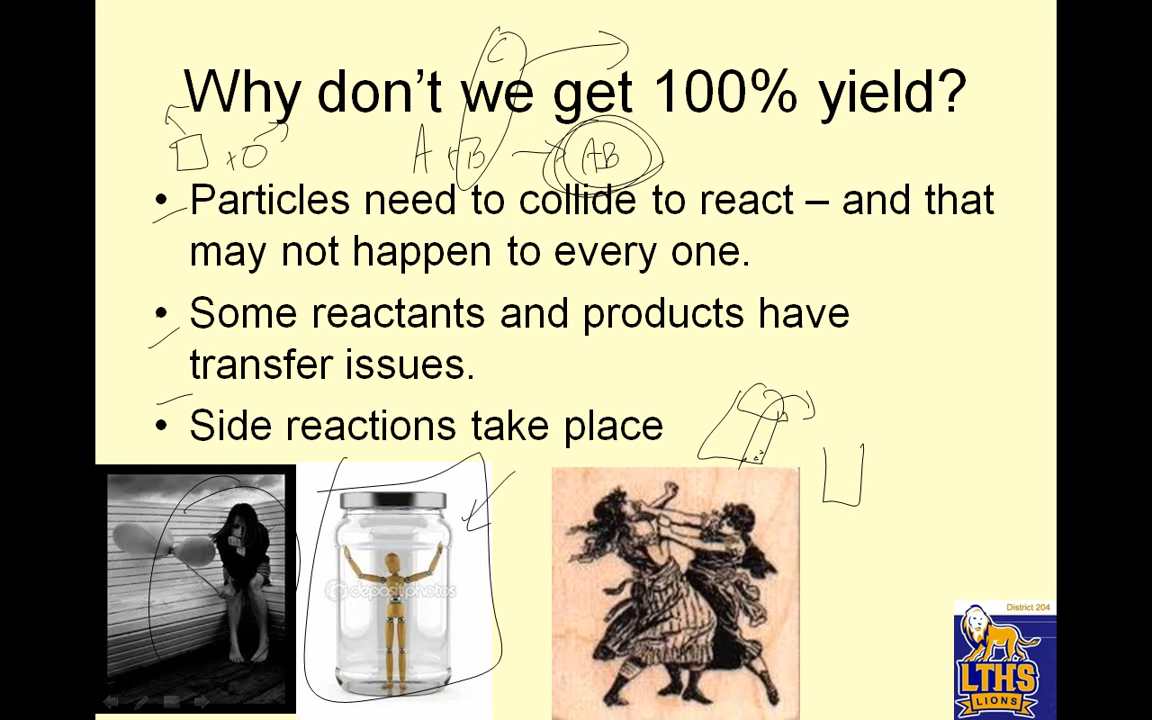 Why don't we get 100% yield?
C
□ + O
A + B → AB
• Particles need to collide to react – and that
may not happen to every one.
• Some reactants and products have
transfer issues.
• Side reactions take place
depositphotos
District 204
LTHS
LIONS